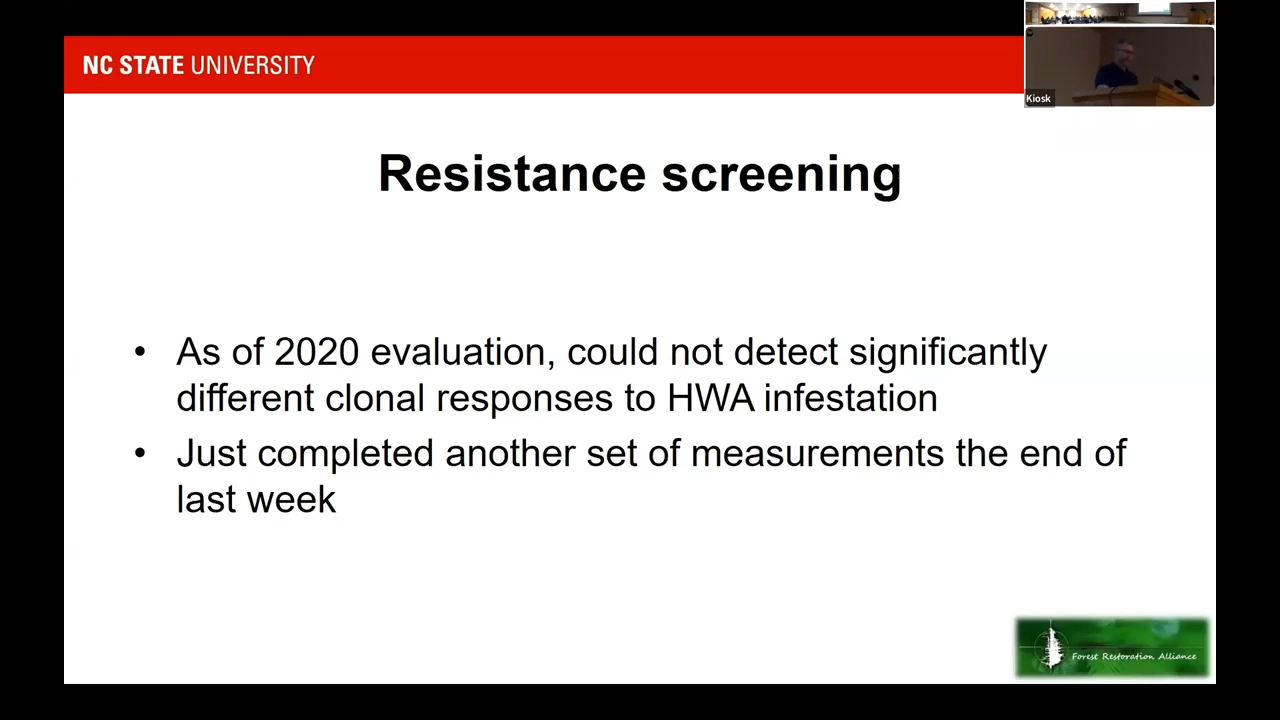 NC STATE UNIVERSITY
Kiosk
Resistance screening
• As of 2020 evaluation, could not detect significantly
different clonal responses to HWA infestation
• Just completed another set of measurements the end of
last week
Forest Restoration Alliance